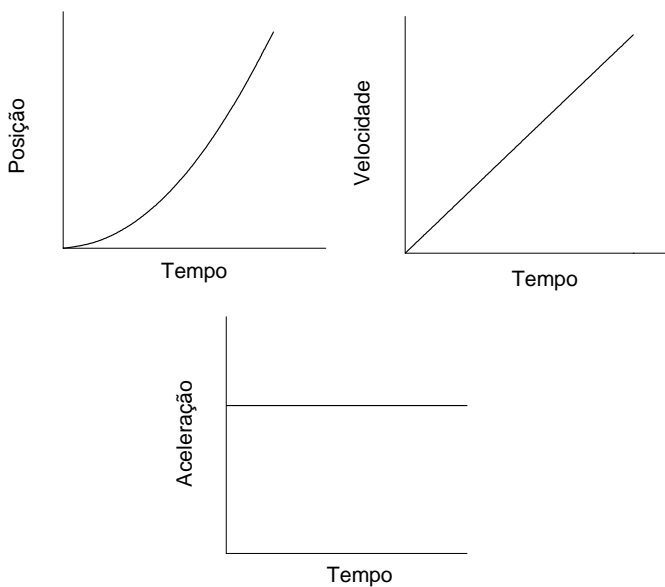 Posição
Tempo
Velocidade
Tempo
Aceleração
Tempo